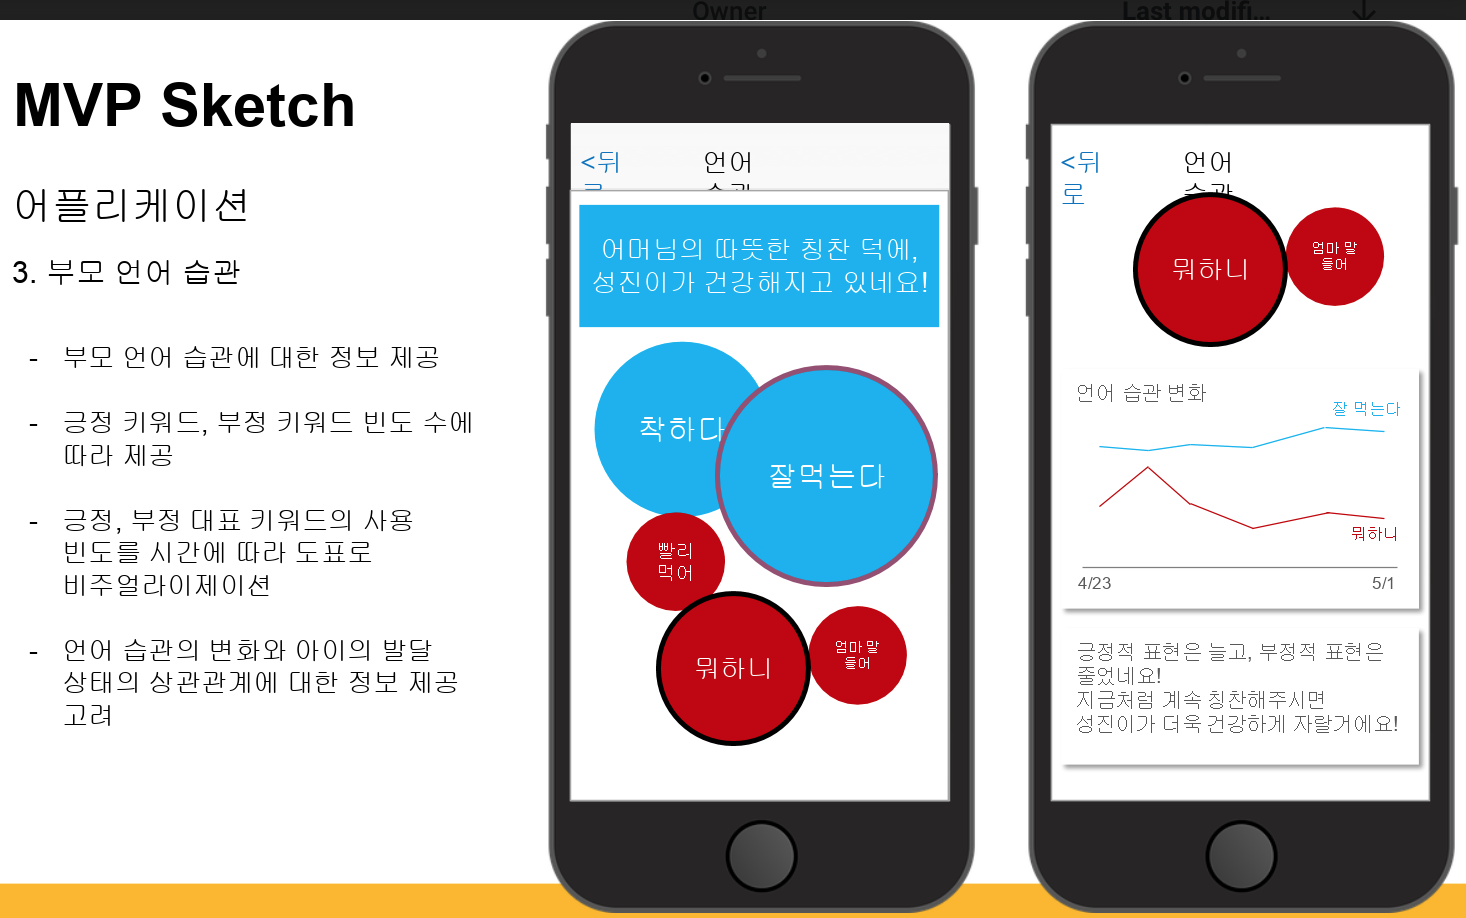 Owner
Last modifi...
MVP Sketch
어플리케이션
3. 부모 언어 습관
- 부모 언어 습관에 대한 정보 제공
- 긍정 키워드, 부정 키워드 빈도 수에
따라 제공
- 긍정, 부정 대표 키워드의 사용
빈도를 시간에 따라 도표로
비주얼라이제이션
- 언어 습관의 변화와 아이의 발달
상태의 상관관계에 대한 정보 제공
고려
<뒤
로
언어
습관
어머님의 따뜻한 칭찬 덕에,
성진이가 건강해지고 있네요!
착하다
잘먹는다
빨리
먹어
뭐하니
엄마 말
들어
<뒤
로
언어
습관
뭐하니
엄마 말
들어
언어 습관 변화
잘 먹는다
뭐하니
4/23
5/1
긍정적 표현은 늘고, 부정적 표현은
줄었네요!
지금처럼 계속 칭찬해주시면
성진이가 더욱 건강하게 자랄거에요!